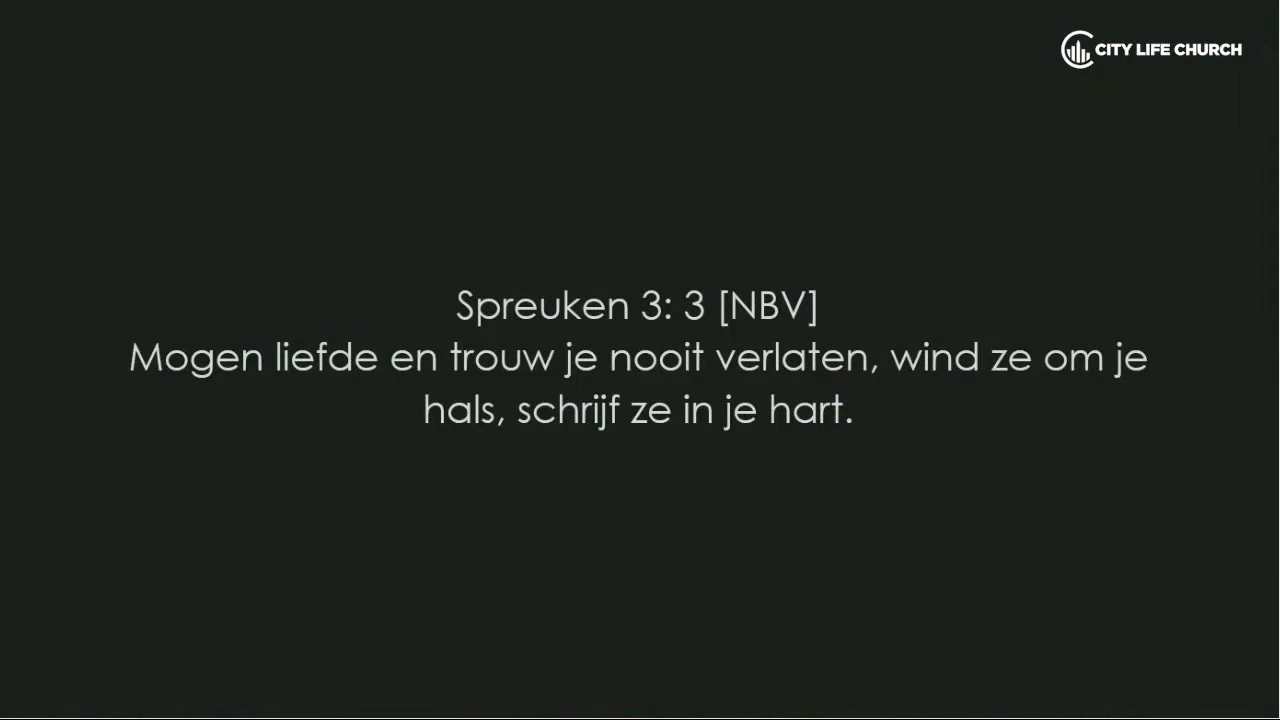 CITY LIFE CHURCH
Spreuken 3: 3 [NBV]
Mogen liefde en trouw je nooit verlaten, wind ze om je
hals, schrijf ze in je hart.